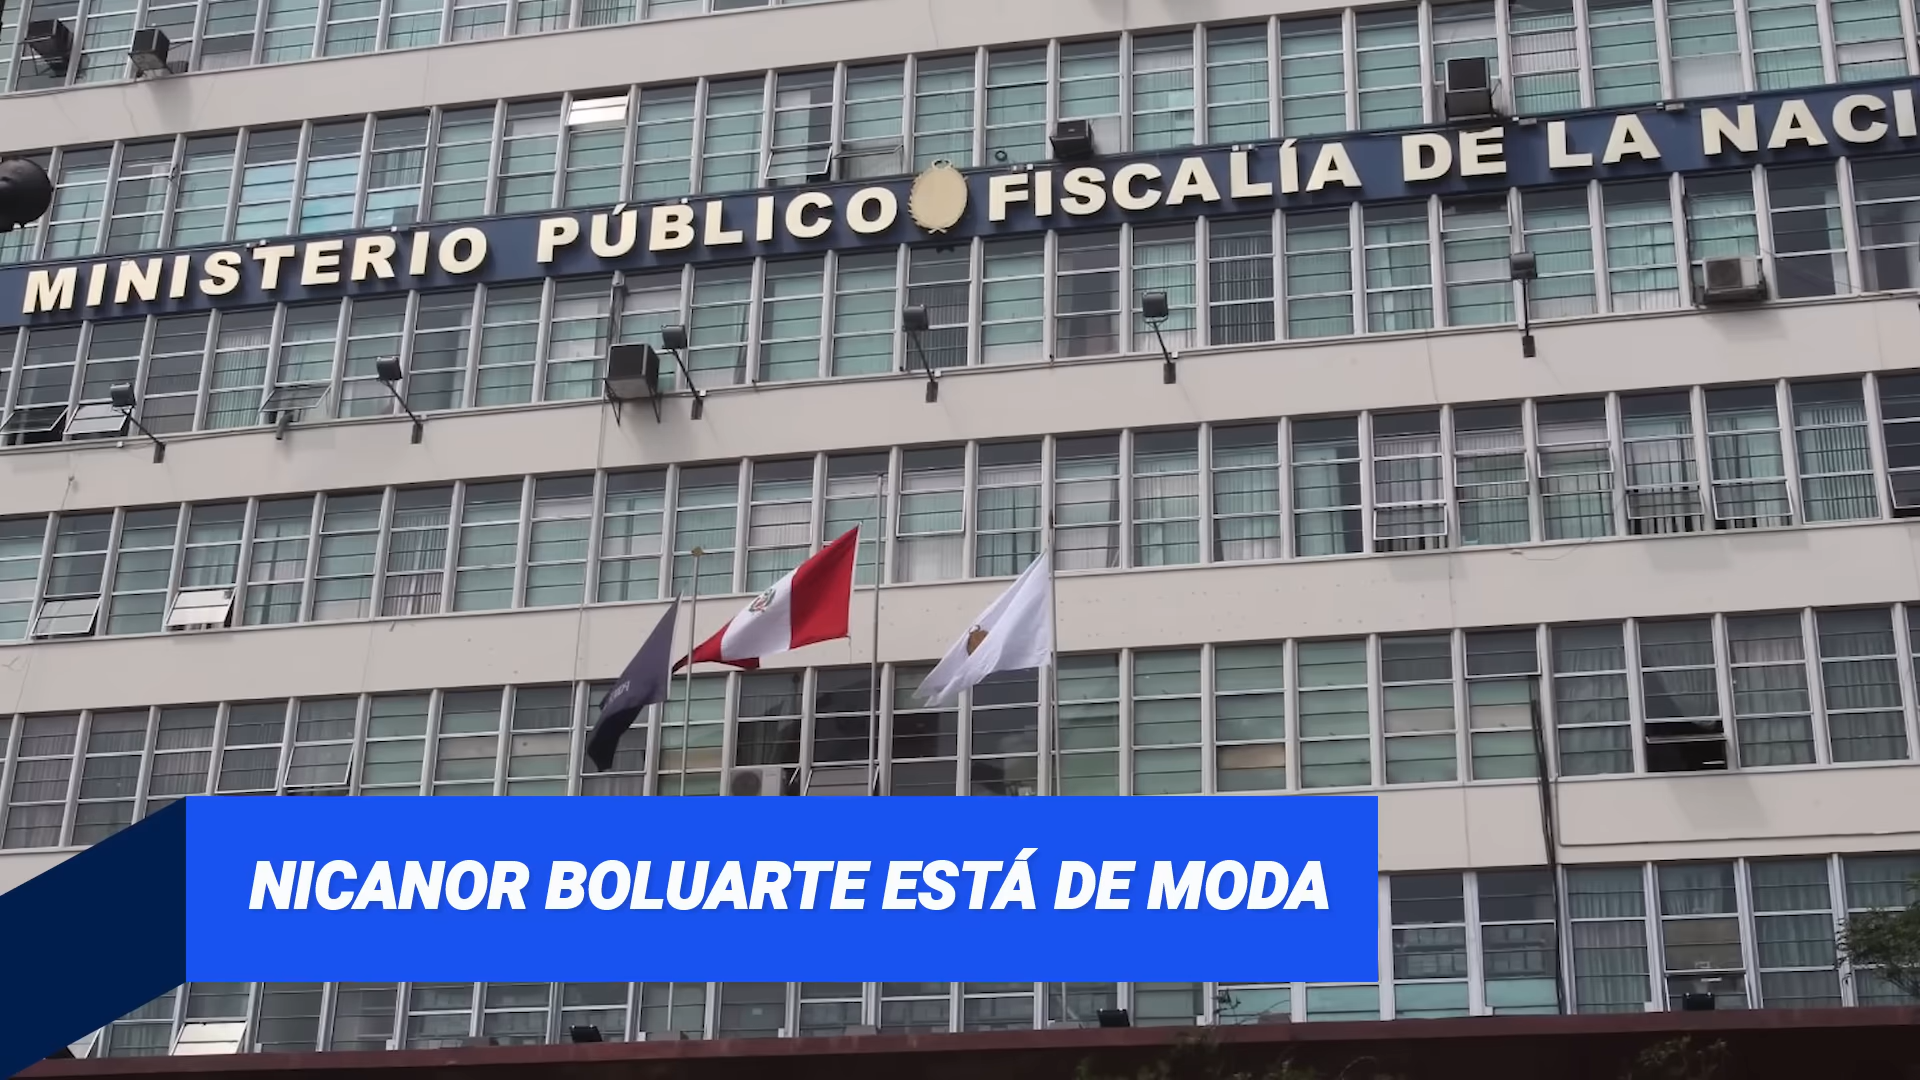 MINISTERIO PÚBLICO FISCALÍA DE LA NACI
NICANOR BOLUARTE ESTÁ DE MODA